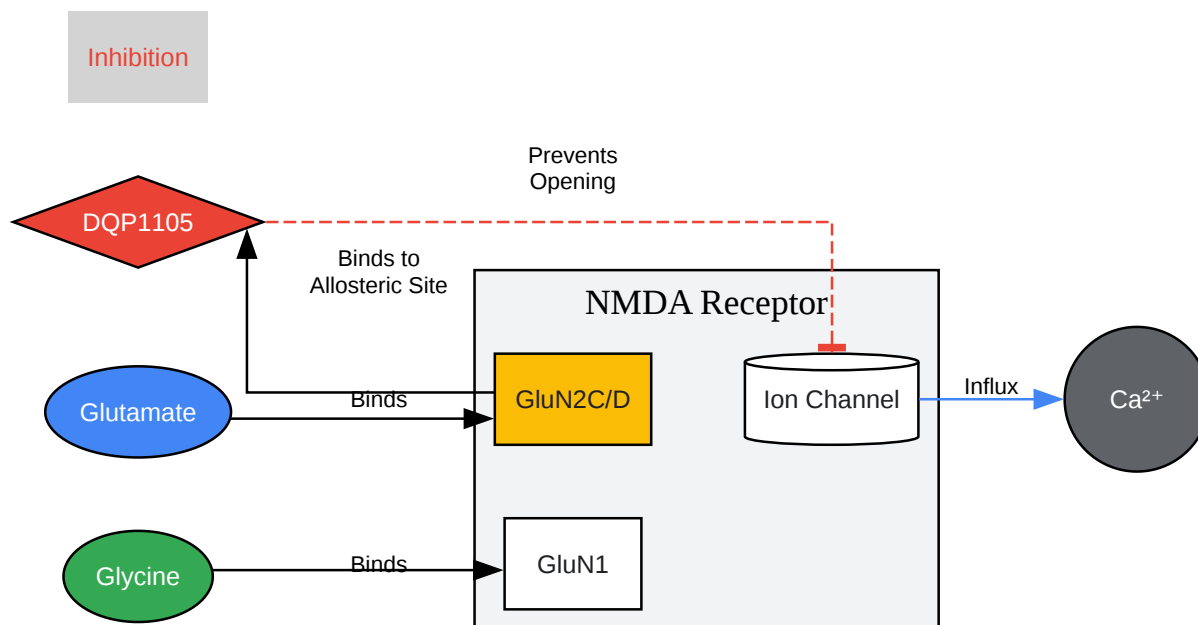 Inhibition
Prevents
Opening
DQP1105
Binds to
Allosteric Site
NMDA Receptor
Glutamate
Binds
GluN2C/D
Ion Channel
Influx
Ca²⁺
Glycine
Binds
GluN1